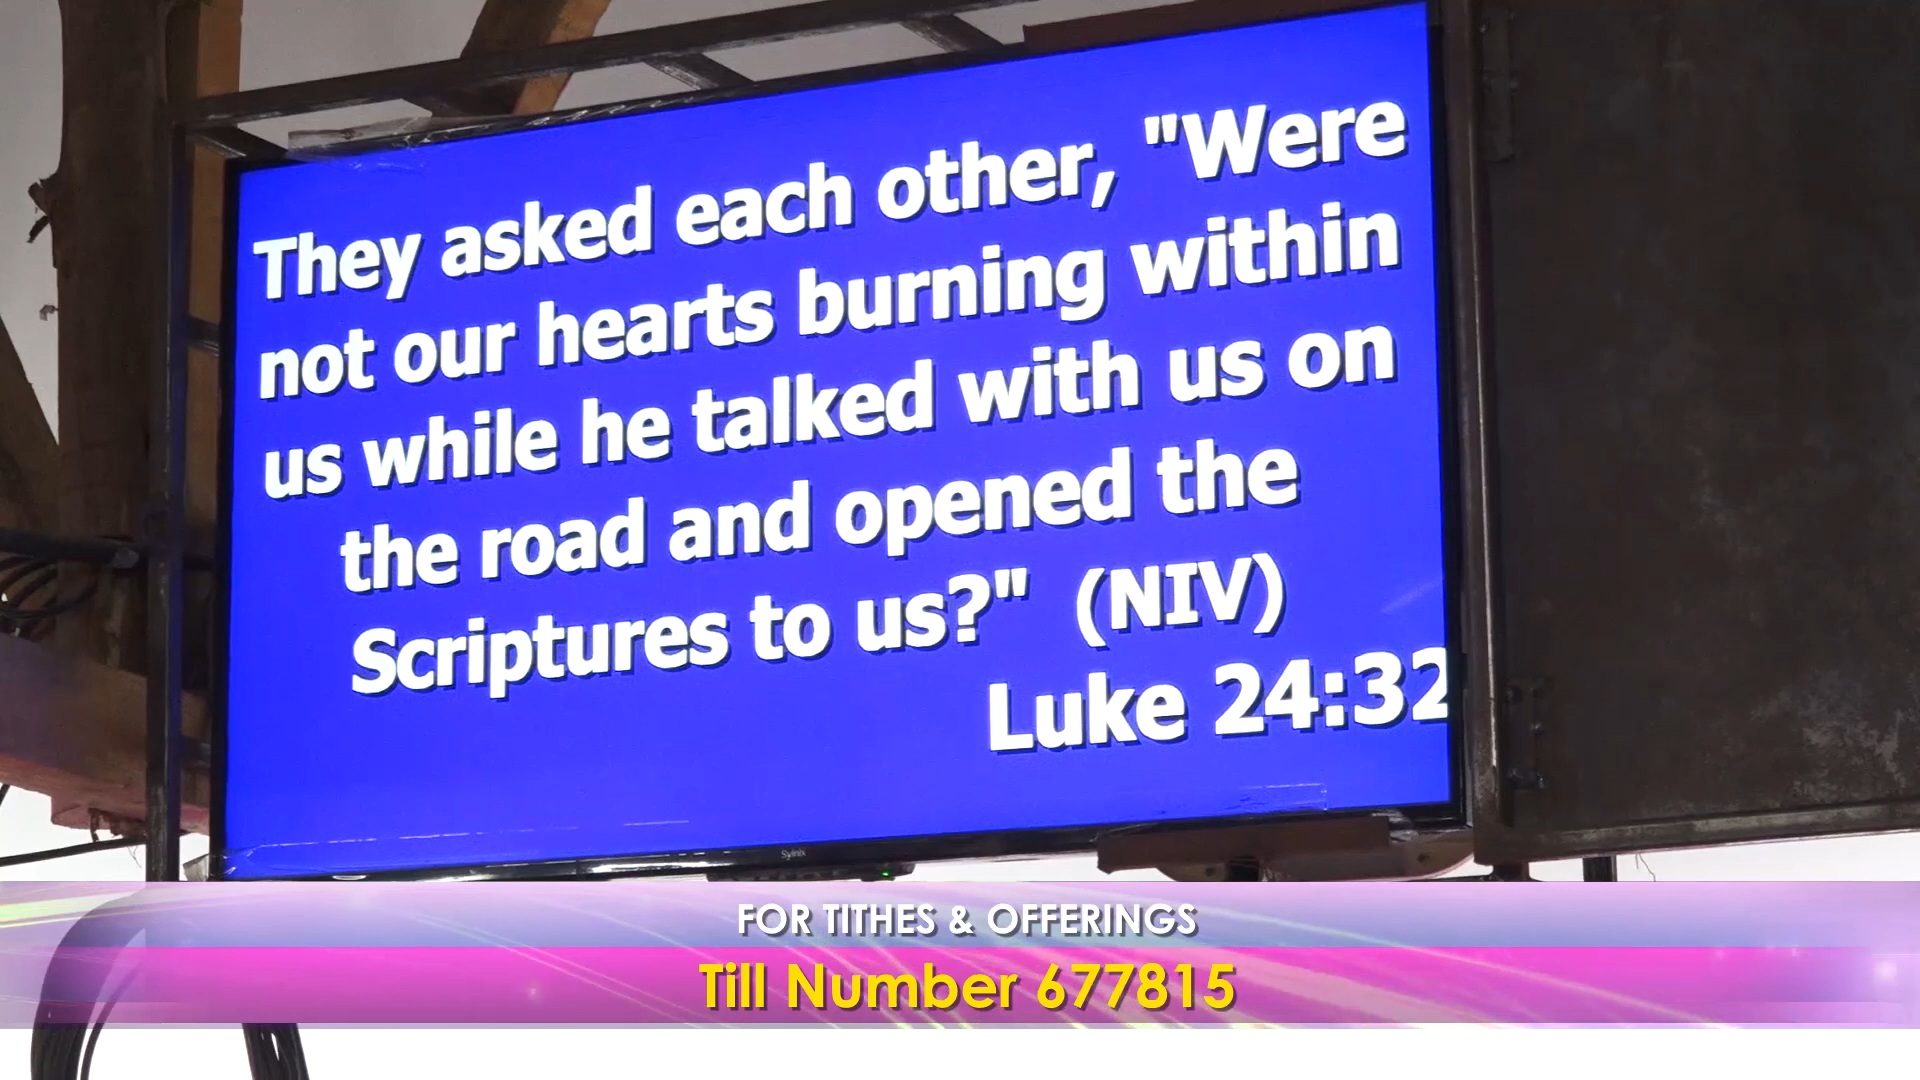 They asked each other, "Were
not our hearts burning within
us while he talked with us on
the road and opened the
Scriptures to us?" (NIV)
Luke 24:32
Sylnix
FOR TITHES & OFFERINGS
Till Number 677815